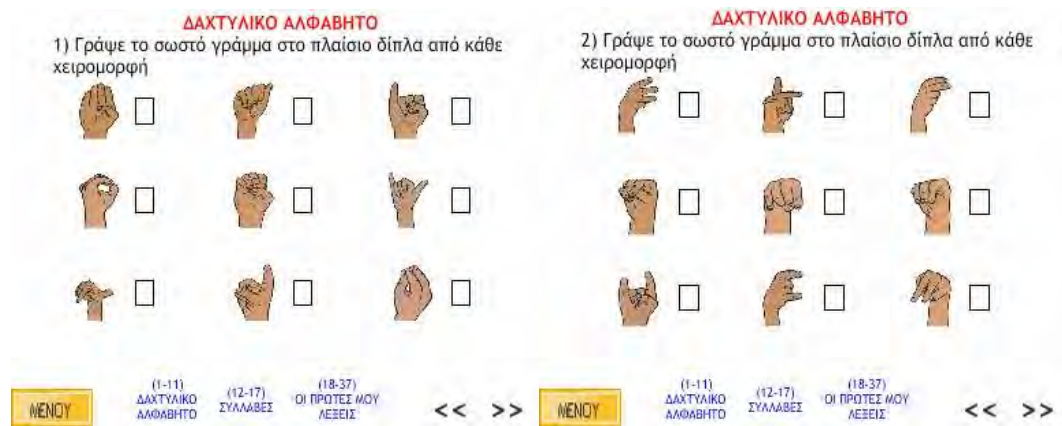 ΔΑΧΤΥΛΙΚΟ ΑΛΦΑΒΗΤΟ
1) Γράψε το σωστό γράμμα στο πλαίσιο δίπλα από κάθε
χειρομορφή
ΜΕΝΟΥ
(1-11)
ΔΑΧΤΥΛΙΚΟ
ΑΛΦΑΒΗΤΟ
(12-17)
ΣΥΛΛΑΒΕΣ
(18-37)
ΟΙ ΠΡΩΤΕΣ ΜΟΥ
ΛΕΞΕΙΣ
<< >>
ΔΑΧΤΥΛΙΚΟ ΑΛΦΑΒΗΤΟ
2) Γράψε το σωστό γράμμα στο πλαίσιο δίπλα από κάθε
χειρομορφή
ΜΕΝΟΥ
(1-11)
ΔΑΧΤΥΛΙΚΟ
ΑΛΦΑΒΗΤΟ
(12-17)
ΣΥΛΛΑΒΕΣ
(18-37)
ΟΙ ΠΡΩΤΕΣ ΜΟΥ
ΛΕΞΕΙΣ
<< >>